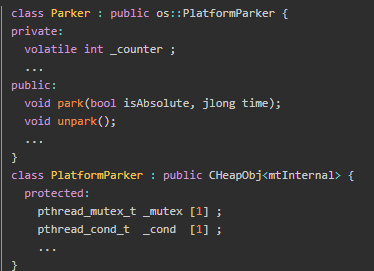 class Parker : public os::PlatformParker {
private:
  volatile int _counter ;
  ...
public:
  void park(bool isAbsolute, jlong time);
  void unpark();
  ...
}
class PlatformParker : public CHeapObj<mtInternal> {
  protected:
    pthread_mutex_t _mutex [1] ;
    pthread_cond_t  _cond  [1] ;
    ...
}